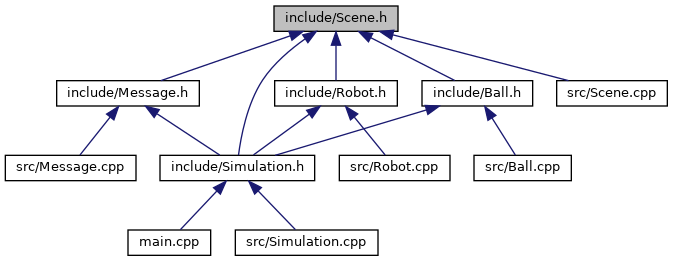 include/Scene.h
include/Message.h
include/Robot.h
include/Ball.h
src/Scene.cpp
src/Message.cpp
include/Simulation.h
src/Robot.cpp
src/Ball.cpp
main.cpp
src/Simulation.cpp